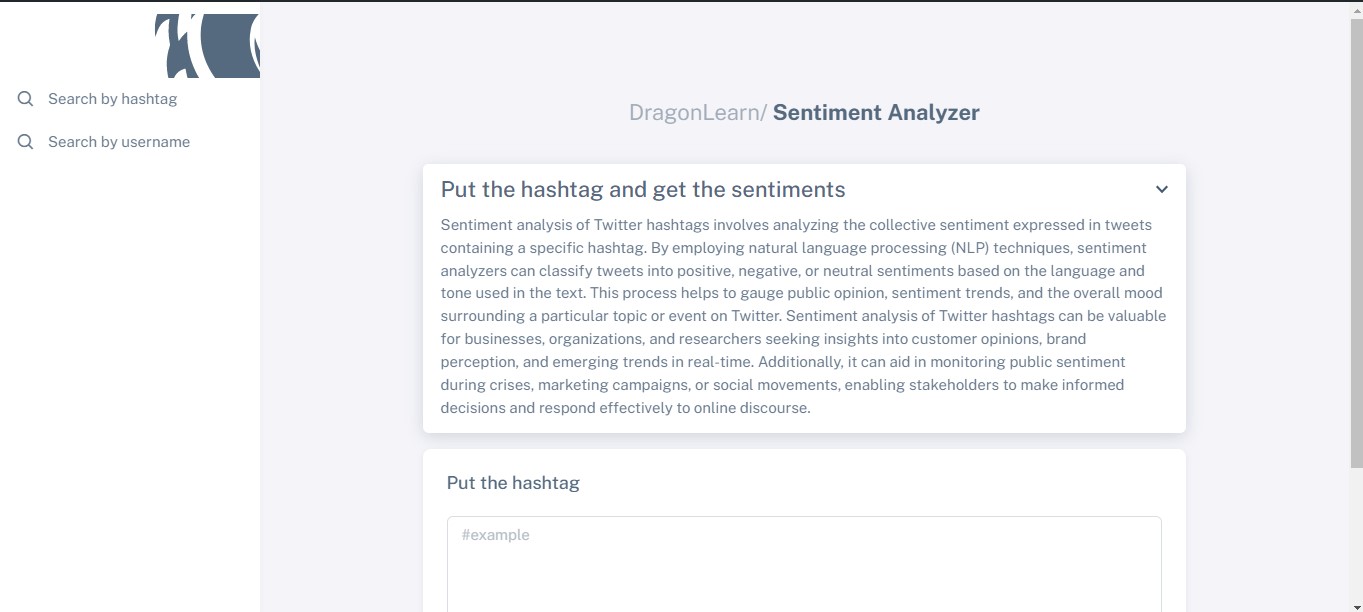 Search by hashtag
Search by username
DragonLearn/ Sentiment Analyzer
Put the hashtag and get the sentiments
Sentiment analysis of Twitter hashtags involves analyzing the collective sentiment expressed in tweets
containing a specific hashtag. By employing natural language processing (NLP) techniques, sentiment
analyzers can classify tweets into positive, negative, or neutral sentiments based on the language and
tone used in the text. This process helps to gauge public opinion, sentiment trends, and the overall mood
surrounding a particular topic or event on Twitter. Sentiment analysis of Twitter hashtags can be valuable
for businesses, organizations, and researchers seeking insights into customer opinions, brand
perception, and emerging trends in real-time. Additionally, it can aid in monitoring public sentiment
during crises, marketing campaigns, or social movements, enabling stakeholders to make informed
decisions and respond effectively to online discourse.
Put the hashtag
#example